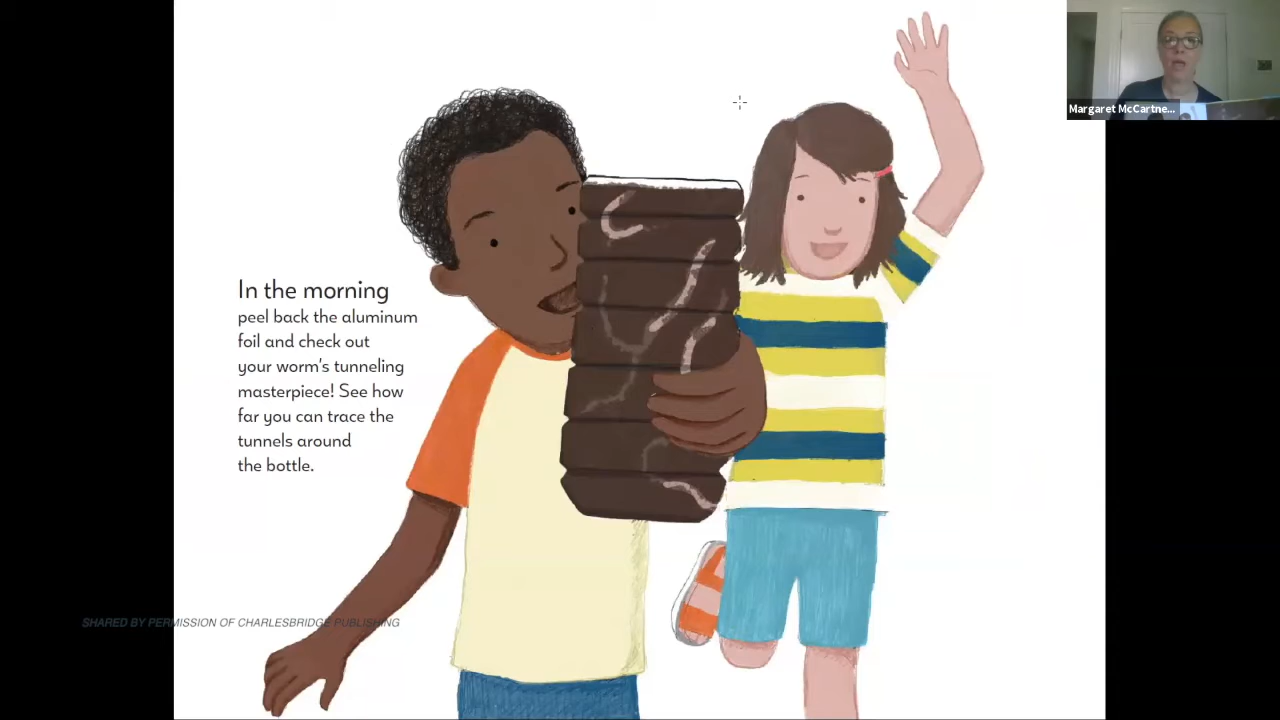 Margaret McCartne...
In the morning
peel back the aluminum
foil and check out
your worm's tunneling
masterpiece! See how
far you can trace the
tunnels around
the bottle.
SHARED BY PERMISSION OF CHARLESBRIDGE PUBLISHING